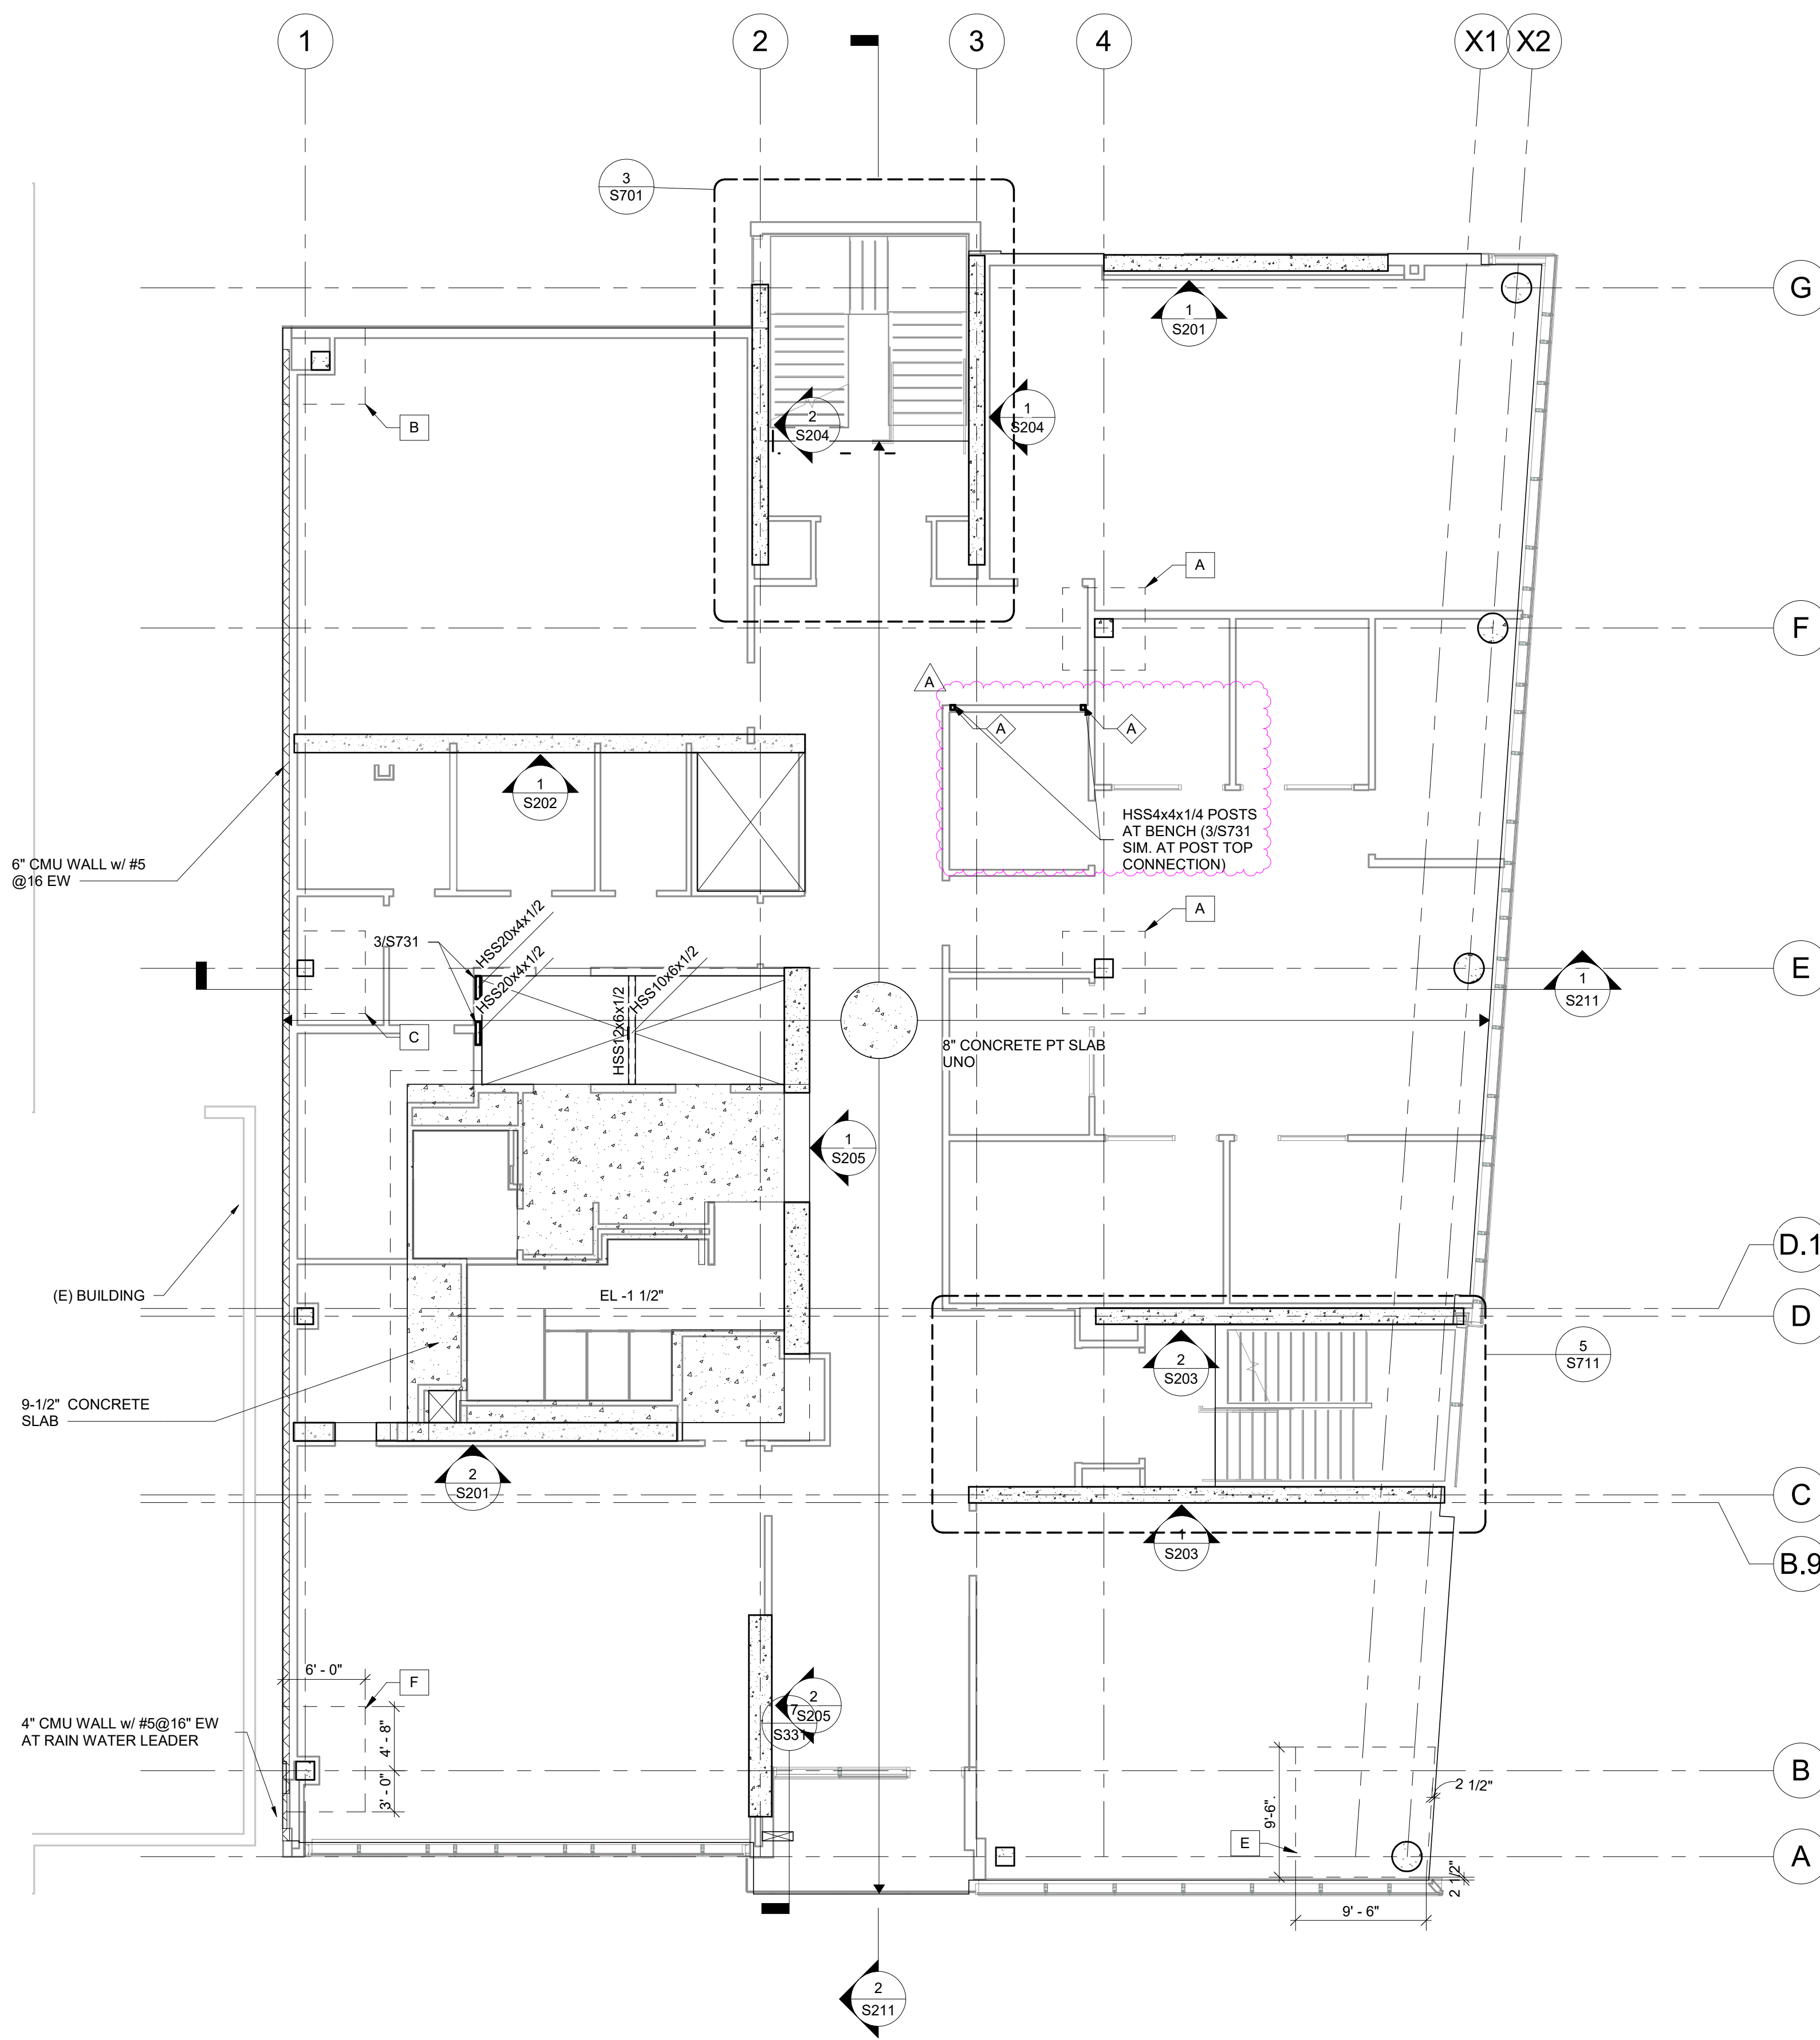 1
2
3
4
X1
X2
3
S701
G
1
S201
B
2
S204
1
S204
A
F
A
A
A
1
S202
HSS4x4x1/4 POSTS
AT BENCH (3/S731
SIM. AT POST TOP
CONNECTION)
6" CMU WALL w/ #5
@16 EW
A
3/S731
HSS20x4x1/2
HSS20x4x1/2
HSS12x6x1/2
HSS10x6x1/2
E
1
S211
C
8" CONCRETE PT SLAB
UNO
1
S205
D.1
(E) BUILDING
EL -1 1/2"
D
2
S203
5
S711
9-1/2" CONCRETE
SLAB
2
S201
C
1
S203
B.9
6' - 0"
F
4' - 8"
3' - 0"
2
S205
7
S331
4" CMU WALL w/ #5@16" EW
AT RAIN WATER LEADER
B
2 1/2"
9'-6"
E
A
2 1/2"
9' - 6"
2
S211